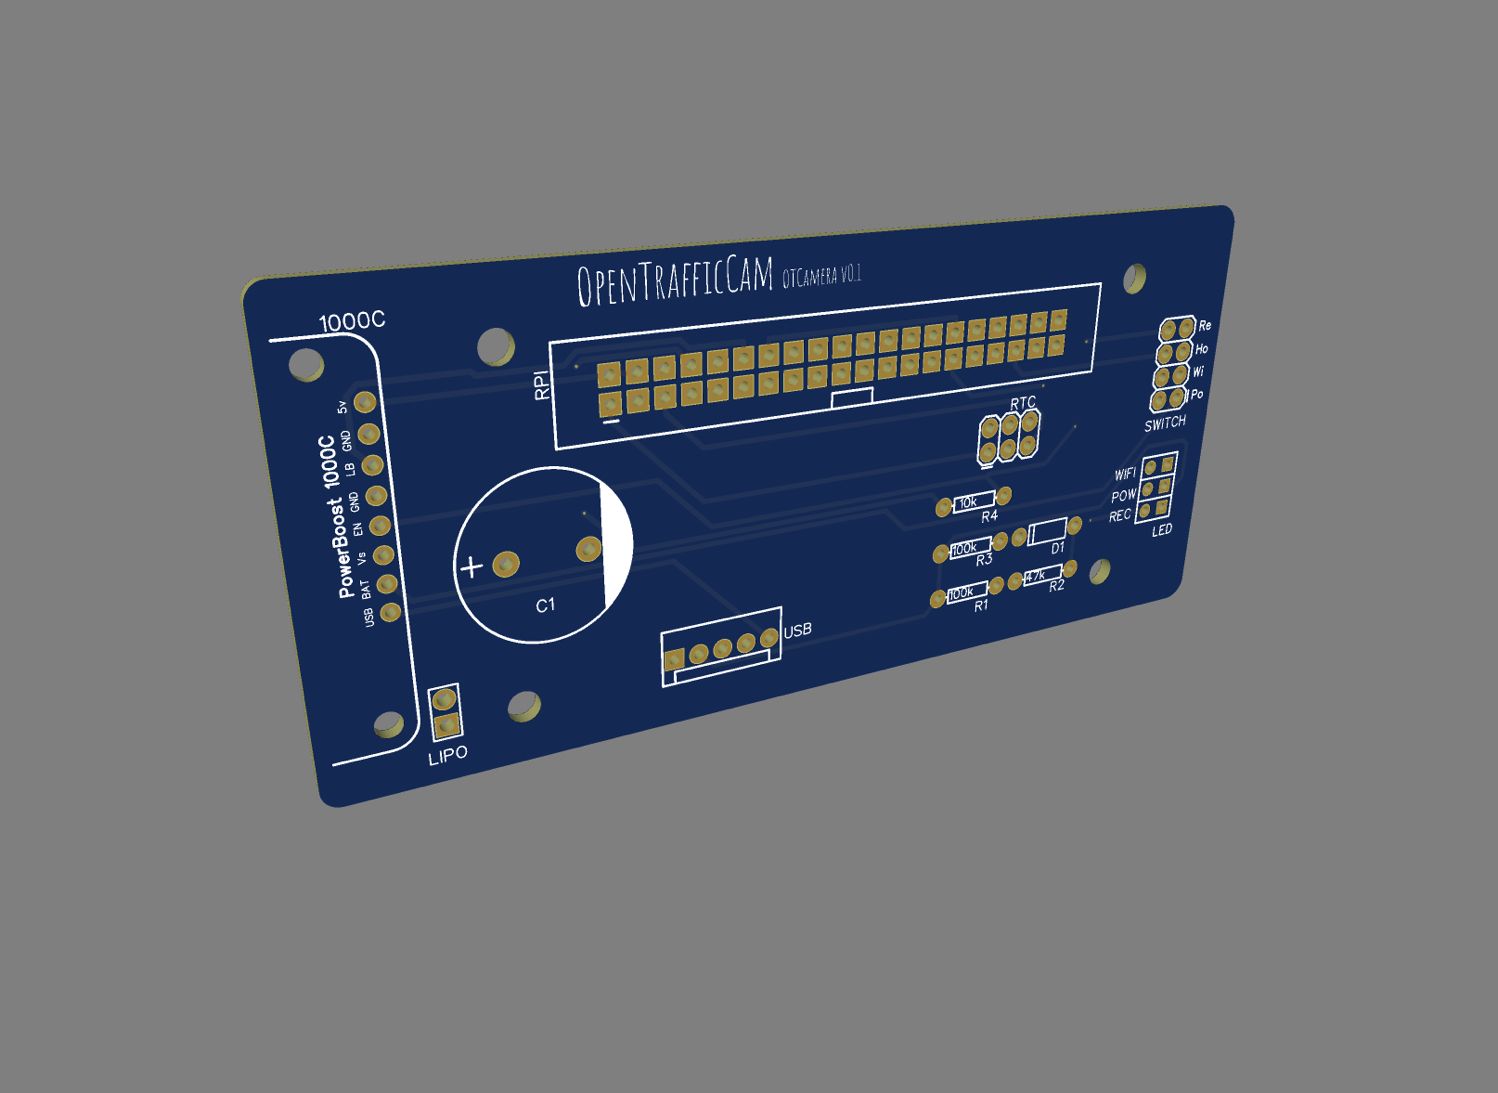 OpenTrafficCam OTCamera v0.1
1000C
RPI
Re
Ho
Wi
Po
SWITCH
RTC
5v
GND
LB
GND
EN
Vs
BAT
USB
PowerBoost 1000C
WIFI
POW
REC
LED
10k
R4
100k
R3
D1
100k
R1
47k
R2
+
C1
USB
LIPO